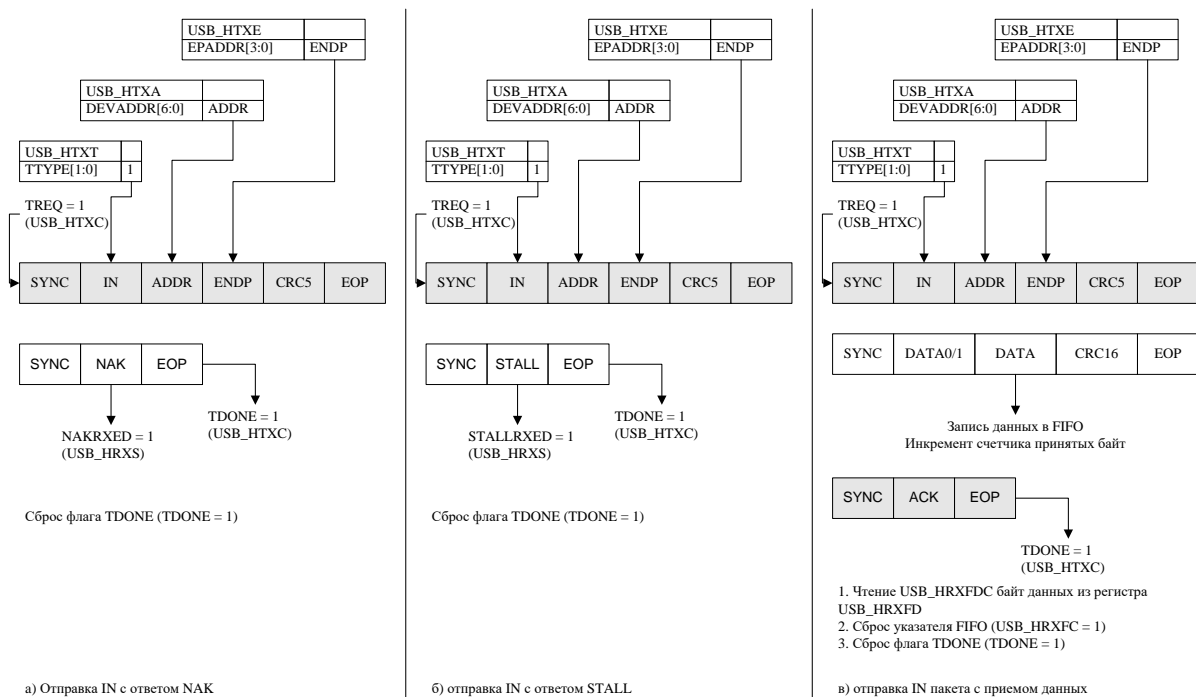 USB_HTXE
EPADDR[3:0] ENDP
USB_HTXA
DEVADDR[6:0] ADDR
USB_HTXT
TTYPE[1:0] 1
TREQ = 1
(USB_HTXC)
SYNC IN ADDR ENDP CRC5 EOP
SYNC NAK EOP
NAKRXED = 1
(USB_HRXS)
TDONE = 1
(USB_HTXC)
Сброс флага TDONE (TDONE = 1)
а) Отправка IN с ответом NAK
USB_HTXE
EPADDR[3:0] ENDP
USB_HTXA
DEVADDR[6:0] ADDR
USB_HTXT
TTYPE[1:0] 1
TREQ = 1
(USB_HTXC)
SYNC IN ADDR ENDP CRC5 EOP
SYNC STALL EOP
STALLRXED = 1
(USB_HRXS)
TDONE = 1
(USB_HTXC)
Сброс флага TDONE (TDONE = 1)
б) отправка IN с ответом STALL
USB_HTXE
EPADDR[3:0] ENDP
USB_HTXA
DEVADDR[6:0] ADDR
USB_HTXT
TTYPE[1:0] 1
TREQ = 1
(USB_HTXC)
SYNC IN ADDR ENDP CRC5 EOP
SYNC DATA0/1 DATA CRC16 EOP
Запись данных в FIFO
Инкремент счетчика принятых байт
SYNC ACK EOP
TDONE = 1
(USB_HTXC)
1. Чтение USB_HRXFDC байт данных из регистра
USB_HRXFD
2. Сброс указателя FIFO (USB_HRXFC = 1)
3. Сброс флага TDONE (TDONE = 1)
в) отправка IN пакета с приемом данных